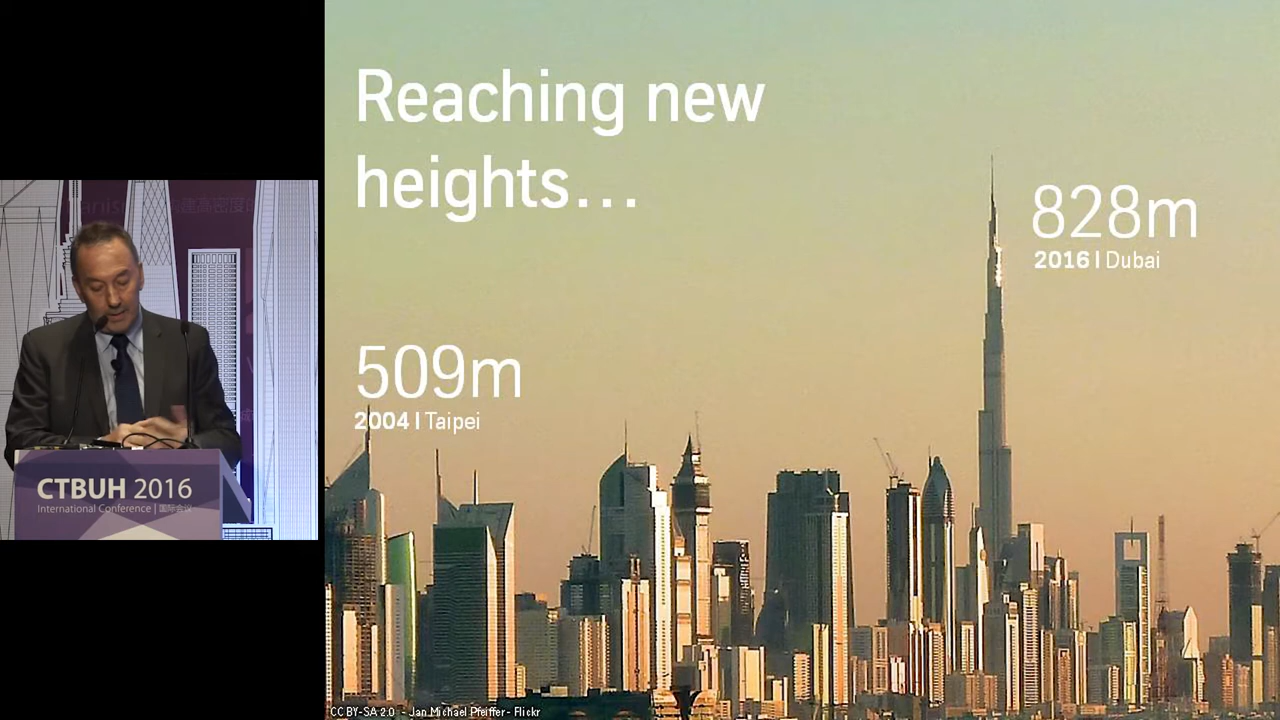 Reaching new
heights...
828m
2016 | Dubai
509m
2004 | Taipei
CTBUH 2016
International Conference | 国际会议
CC BY-SA 2.0 - Jan Michael Pfeiffer - Flickr